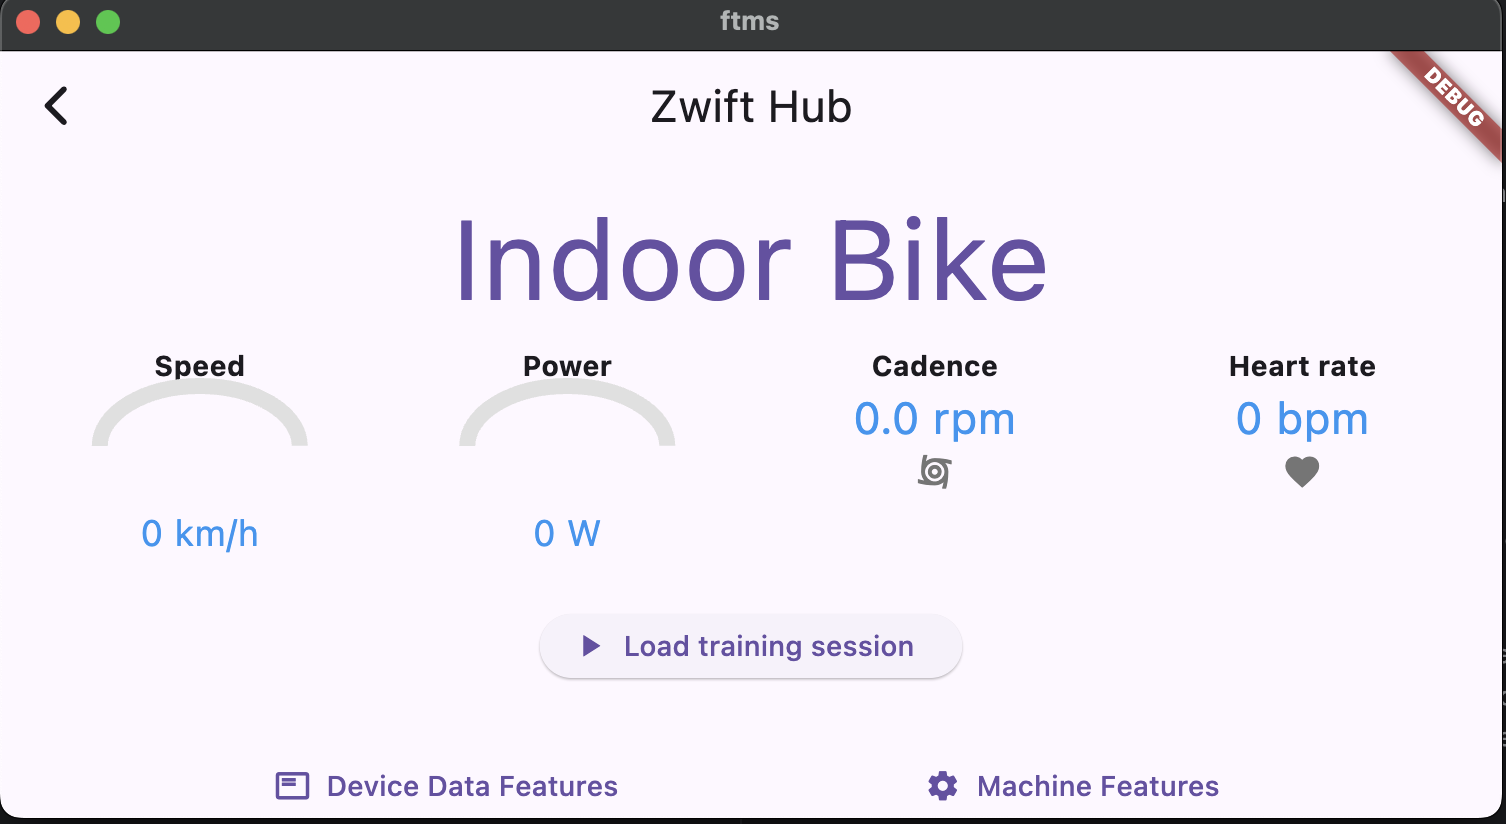 ftms
Zwift Hub
DEBUG
Indoor Bike
Speed
Power
Cadence
Heart rate
0.0 rpm
0 bpm
0 km/h
0 W
Load training session
Device Data Features
Machine Features